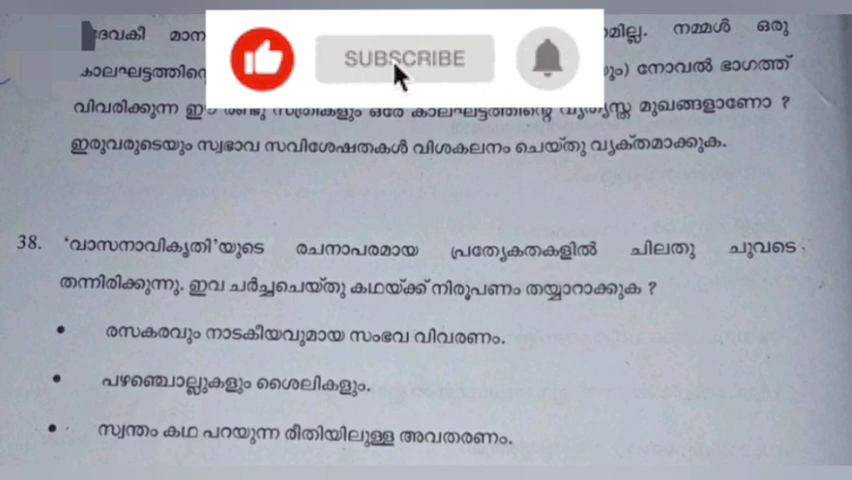 ദേവകീ മാന മില്ല. നമ്മൾ ഒരു
SUBSCRIBE
കാലഘട്ടത്തിന്റെ ും) നോവൽ ഭാഗത്ത്
വിവരിക്കുന്ന ഈ രണ്ടു സ്ത്രീകളും ഒരേ കാലഘട്ടത്തിന്റെ വ്യത്യസ്ത മുഖങ്ങളാണോ ?
ഇരുവരുടെയും സ്വഭാവ സവിശേഷതകൾ വിശകലനം ചെയ്തു വ്യക്തമാക്കുക.
38. 'വാസനാവികൃതി'യുടെ രചനാപരമായ പ്രത്യേകതകളിൽ ചിലതു ചുവടെ
തന്നിരിക്കുന്നു. ഇവ ചർച്ചചെയ്തു കഥയ്ക്ക് നിരൂപണം തയ്യാറാക്കുക ?
• രസകരവും നാടകീയവുമായ സംഭവ വിവരണം.
• പഴഞ്ചൊല്ലുകളും ശൈലികളും.
• സ്വന്തം കഥ പറയുന്ന രീതിയിലുള്ള അവതരണം.